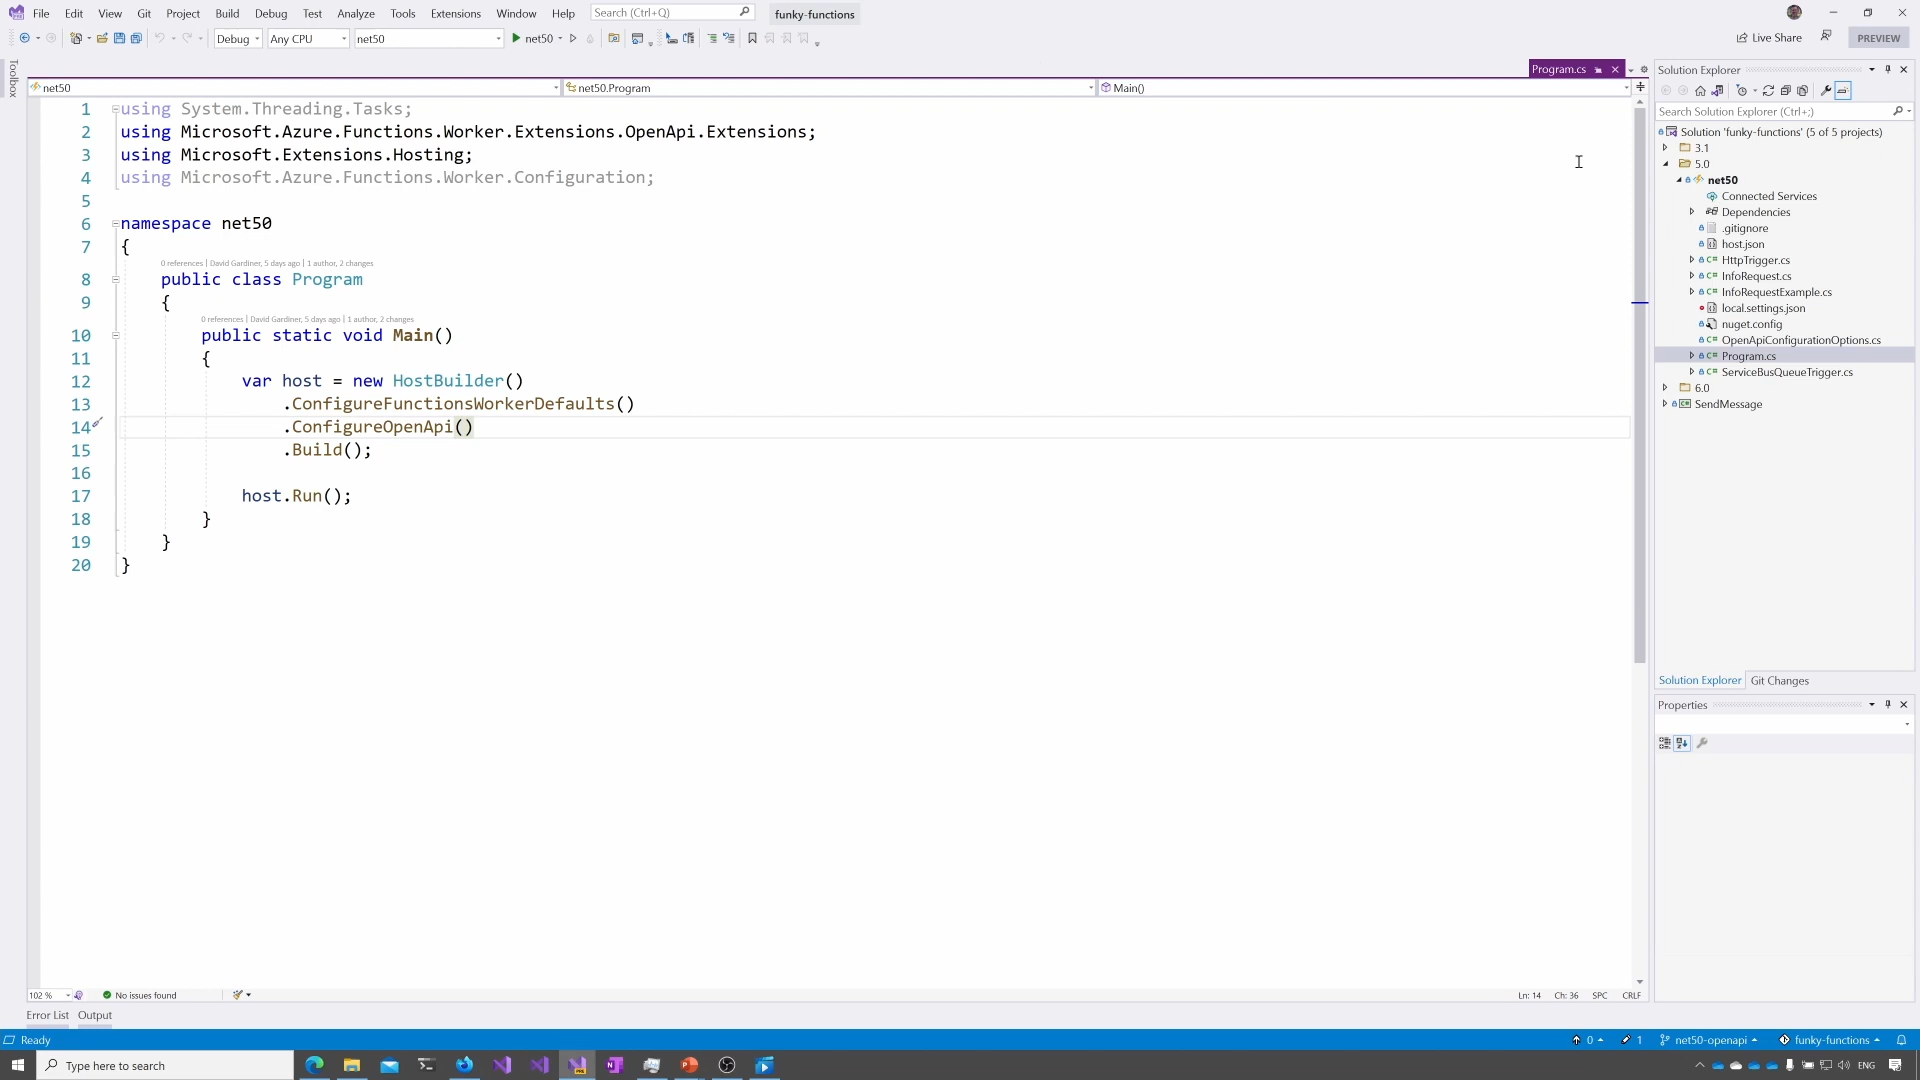 File Edit View Git Project Build Debug Test Analyze Tools Extensions Window Help Search (Ctrl+Q) funky-functions
Debug Any CPU net50 net50 Live Share PREVIEW
Toolbox
Program.cs
net50 net50.Program Main()
1 using System.Threading.Tasks;
2 using Microsoft.Azure.Functions.Worker.Extensions.OpenApi.Extensions;
3 using Microsoft.Extensions.Hosting;
4 using Microsoft.Azure.Functions.Worker.Configuration;
5
6 namespace net50
7 {
0 references | David Gardiner, 5 days ago | 1 author, 2 changes
8 public class Program
9 {
0 references | David Gardiner, 5 days ago | 1 author, 2 changes
10 public static void Main()
11 {
12 var host = new HostBuilder()
13 .ConfigureFunctionsWorkerDefaults()
14 .ConfigureOpenApi()
15 .Build();
16
17 host.Run();
18 }
19 }
20 }
102 % No issues found Ln: 14 Ch: 36 SPC CRLF
Error List Output
Solution Explorer
Search Solution Explorer (Ctrl+;)
Solution 'funky-functions' (5 of 5 projects)
3.1
5.0
net50
Connected Services
Dependencies
.gitignore
host.json
HttpTrigger.cs
InfoRequest.cs
InfoRequestExample.cs
local.settings.json
nuget.config
OpenApiConfigurationOptions.cs
Program.cs
ServiceBusQueueTrigger.cs
6.0
SendMessage
Solution Explorer Git Changes
Properties
Ready 0 1 net50-openapi funky-functions
Type here to search PRE ENG